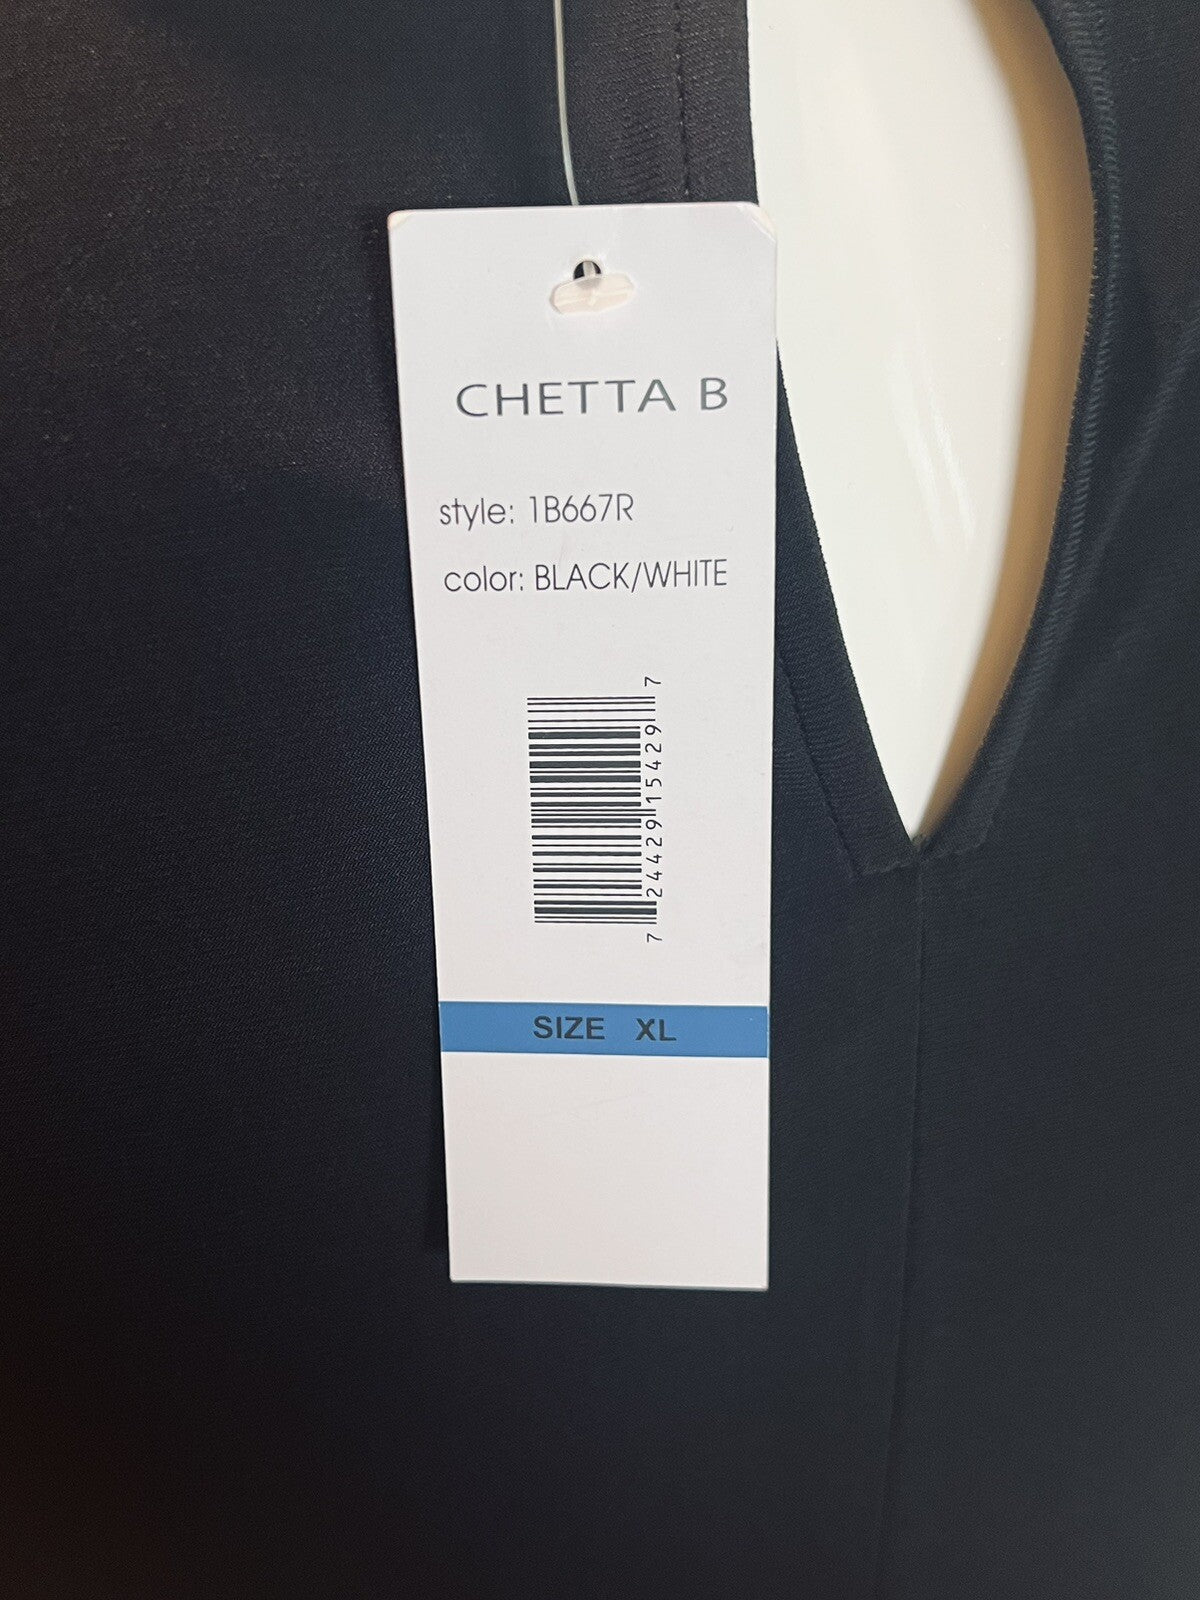 CHETTA B
style: 1B667R
color: BLACK/WHITE
7 24429 15429 7
SIZE XL